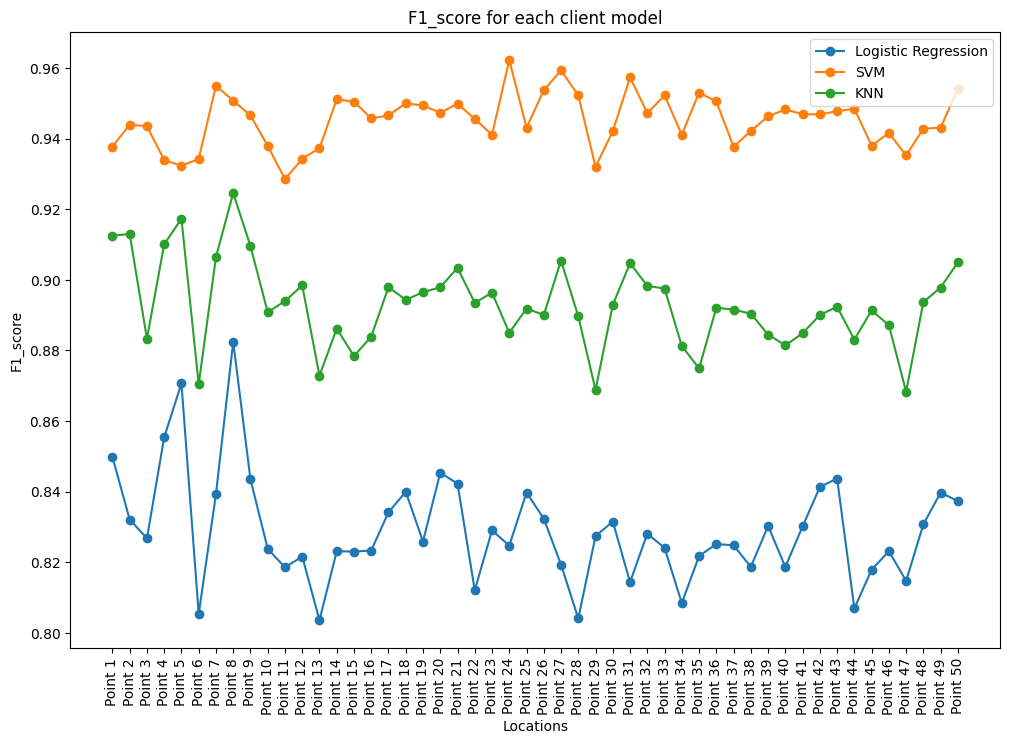 F1_score for each client model
Logistic Regression
SVM
KNN
F1_score
0.96
0.94
0.92
0.90
0.88
0.86
0.84
0.82
0.80
Point 1
Point 2
Point 3
Point 4
Point 5
Point 6
Point 7
Point 8
Point 9
Point 10
Point 11
Point 12
Point 13
Point 14
Point 15
Point 16
Point 17
Point 18
Point 19
Point 20
Point 21
Point 22
Point 23
Point 24
Point 25
Point 26
Point 27
Point 28
Point 29
Point 30
Point 31
Point 32
Point 33
Point 34
Point 35
Point 36
Point 37
Point 38
Point 39
Point 40
Point 41
Point 42
Point 43
Point 44
Point 45
Point 46
Point 47
Point 48
Point 49
Point 50
Locations